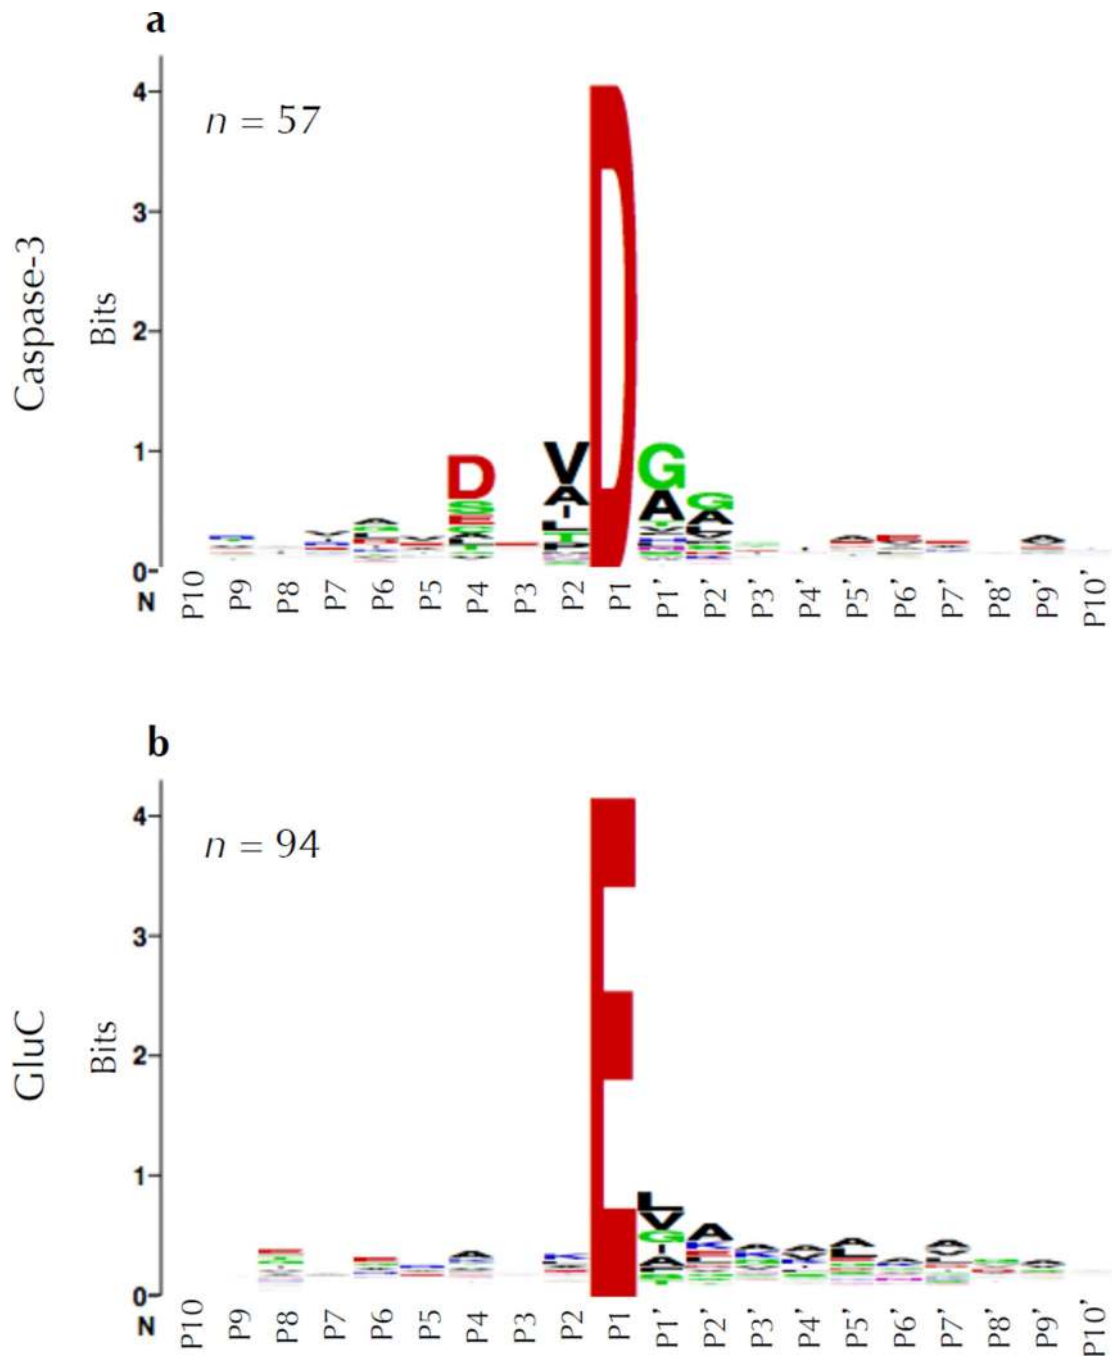 a
Caspase-3
Bits
n = 57
4
3
2
1
0
D
V
A
D
G
A
G
A
N
P10 P9 P8 P7 P6 P5 P4 P3 P2 P1 P1' P2' P3' P4' P5' P6' P7' P8' P9' P10'
b
GluC
Bits
n = 94
4
3
2
1
0
E
L
V
G
A
N
P10 P9 P8 P7 P6 P5 P4 P3 P2 P1 P1' P2' P3' P4' P5' P6' P7' P8' P9' P10'